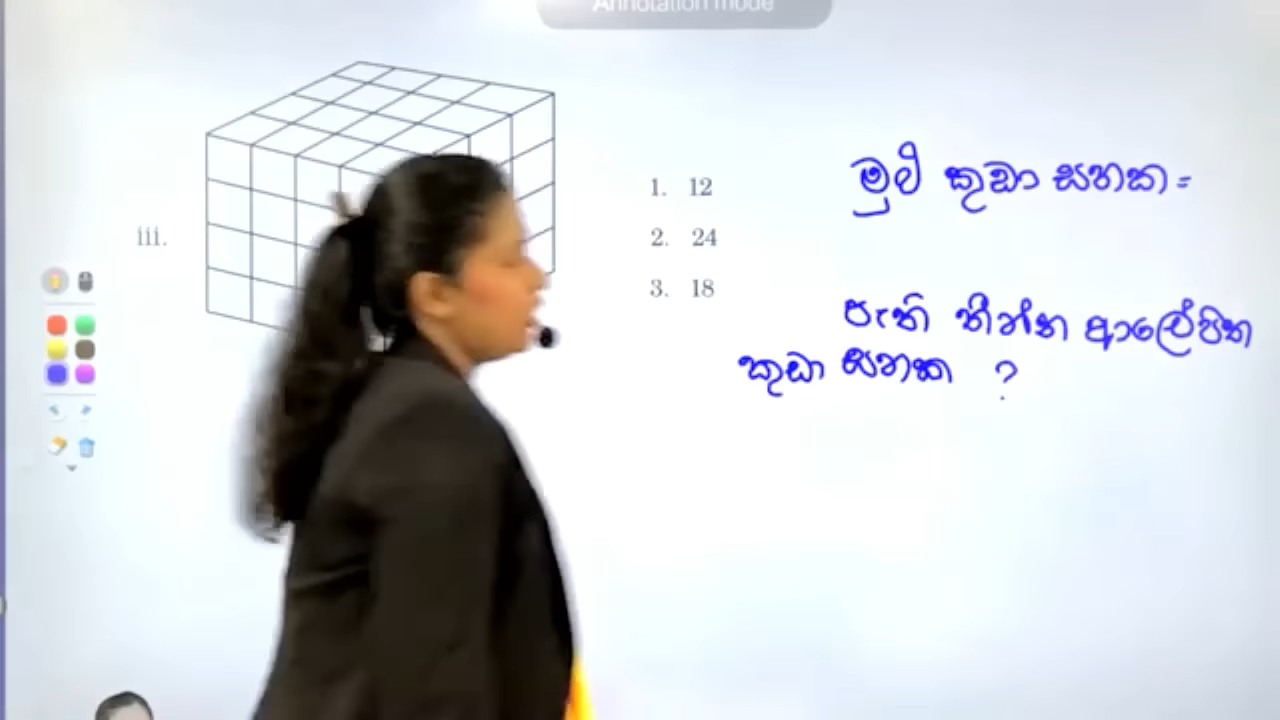 Annotation mode
iii.
1. 12
2. 24
3. 18
මුළු කුඩා ඝනක =
පැති තීන්ත ආලේපිත
කුඩා ඝනක ?